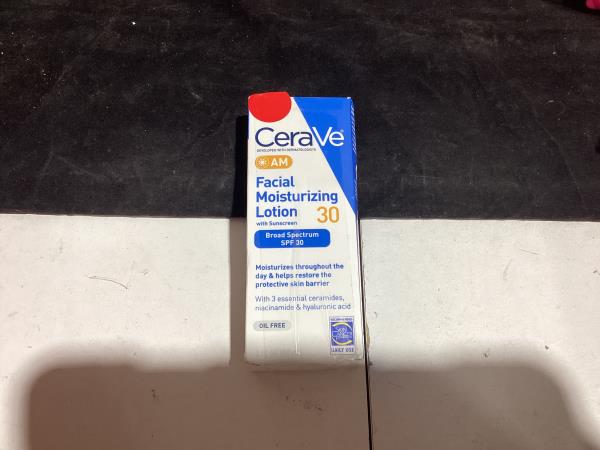 CeraVe
DEVELOPED WITH DERMATOLOGISTS
AM
Facial
Moisturizing
Lotion 30
with Sunscreen
Broad Spectrum
SPF 30
Moisturizes throughout the
day & helps restore the
protective skin barrier
With 3 essential ceramides,
niacinamide & hyaluronic acid
OIL FREE
DAILY USE